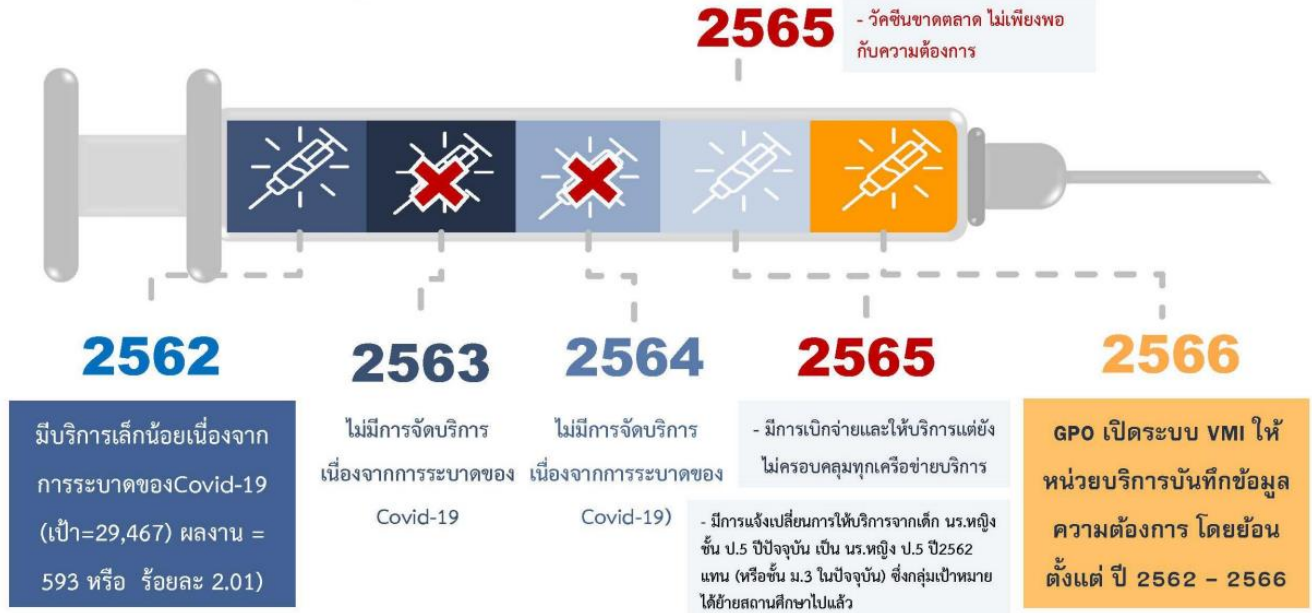 2565
- วัคซีนขาดตลาด ไม่เพียงพอ
กับความต้องการ
2562
มีบริการเล็กน้อยเนื่องจาก
การระบาดของCovid-19
(เป้า=29,467) ผลงาน =
593 หรือ ร้อยละ 2.01)
2563
ไม่มีการจัดบริการ
เนื่องจากการระบาดของ
Covid-19
2564
ไม่มีการจัดบริการ
เนื่องจากการระบาดของ
Covid-19)
2565
- มีการเบิกจ่ายและให้บริการแต่ยัง
ไม่ครอบคลุมทุกเครือข่ายบริการ
- มีการแจ้งเปลี่ยนการให้บริการจากเด็ก นร.หญิง
ชั้น ป.5 ปีปัจจุบัน เป็น นร.หญิง ป.5 ปี2562
แทน (หรือชั้น ม.3 ในปัจจุบัน) ซึ่งกลุ่มเป้าหมาย
ได้ย้ายสถานศึกษาไปแล้ว
2566
GPO เปิดระบบ VMI ให้
หน่วยบริการบันทึกข้อมูล
ความต้องการ โดยย้อน
ตั้งแต่ ปี 2562 – 2566